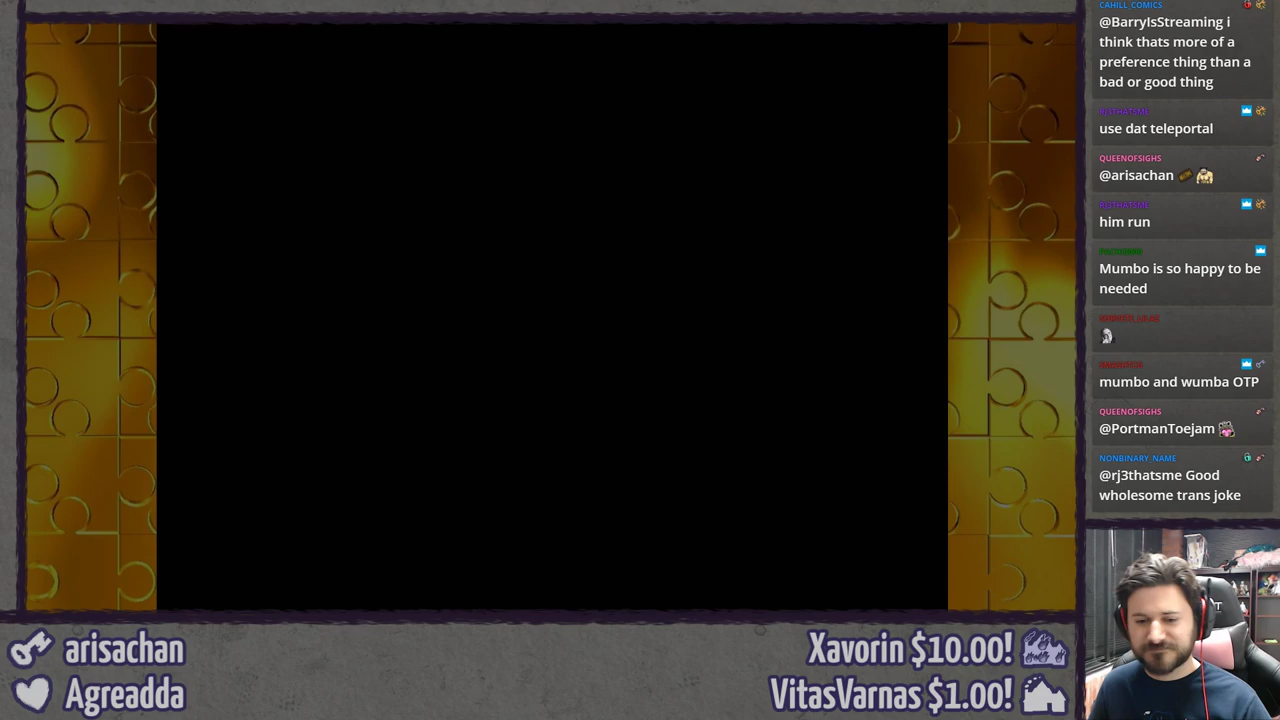 CAHILL_COMICS
@BarryIsStreaming i
think thats more of a
preference thing than a
bad or good thing
RJ3THATSME
use dat teleportal
QUEENOFSIGHS
@arisachan
RJ3THATSME
him run
Mumbo is so happy to be
needed
mumbo and wumba OTP
QUEENOFSIGHS
@PortmanToejam
NONBINARY_NAME
@rj3thatsme Good
wholesome trans joke
arisachan
Agreadda
Xavorin $10.00!
VitasVarnas $1.00!